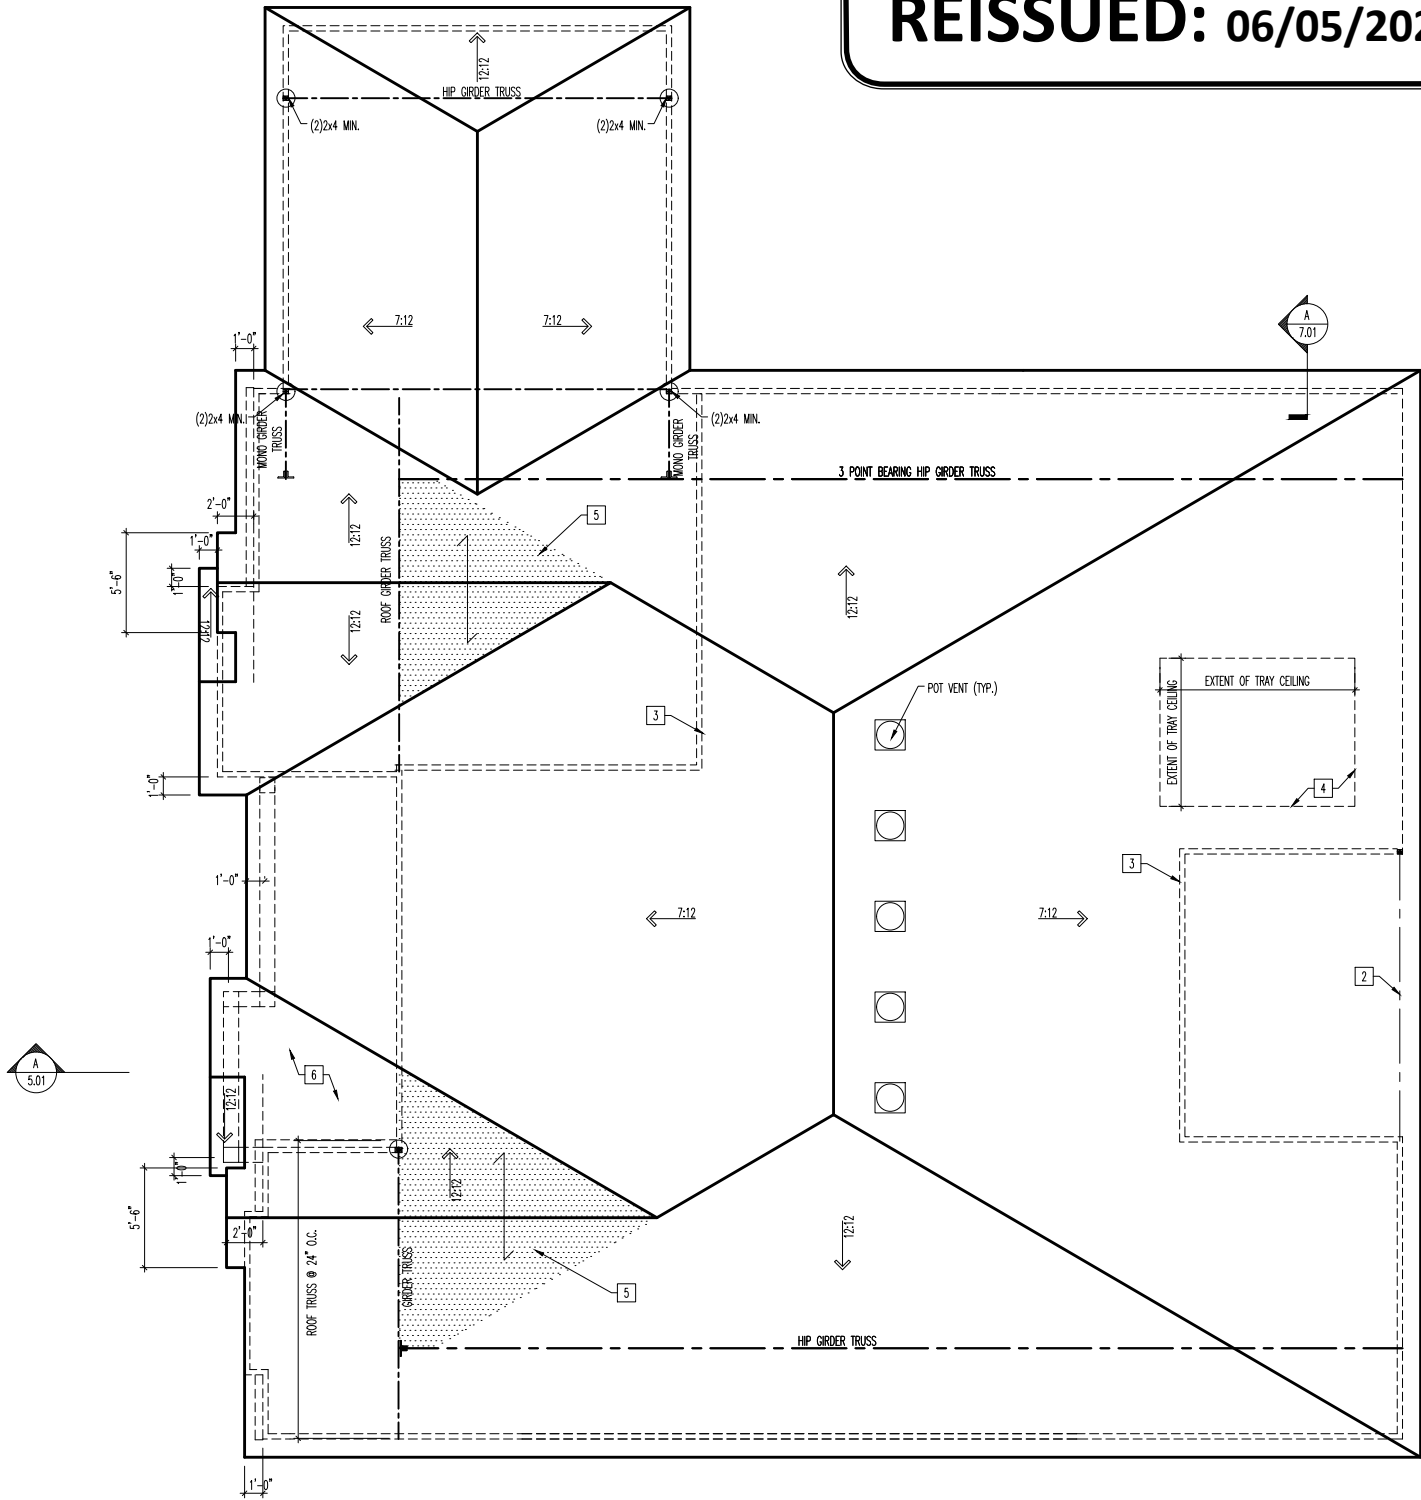 REISSUED: 06/05/202
12:12
HIP GIRDER TRUSS
(2)2x4 MIN.
(2)2x4 MIN.
7:12
7:12
A
7.01
1'-0"
(2)2x4 MIN.
(2)2x4 MIN.
MONO GIRDER
TRUSS
MONO GIRDER
TRUSS
3 POINT BEARING HIP GIRDER TRUSS
2'-0"
12:12
5
1'-0"
ROOF GIRDER TRUSS
5'-6"
1'-0"
12:12
12:12
12:12
POT VENT (TYP.)
EXTENT OF TRAY CEILING
EXTENT OF TRAY CEILING
3
1'-0"
4
3
1'-0"
7:12
7:12
1'-0"
2
A
5.01
6
12:12
1'-0"
12:12
5'-6"
2'-0"
12:12
ROOF TRUSS @ 24" O.C.
GIRDER TRUSS
5
HIP GIRDER TRUSS
1'-0"